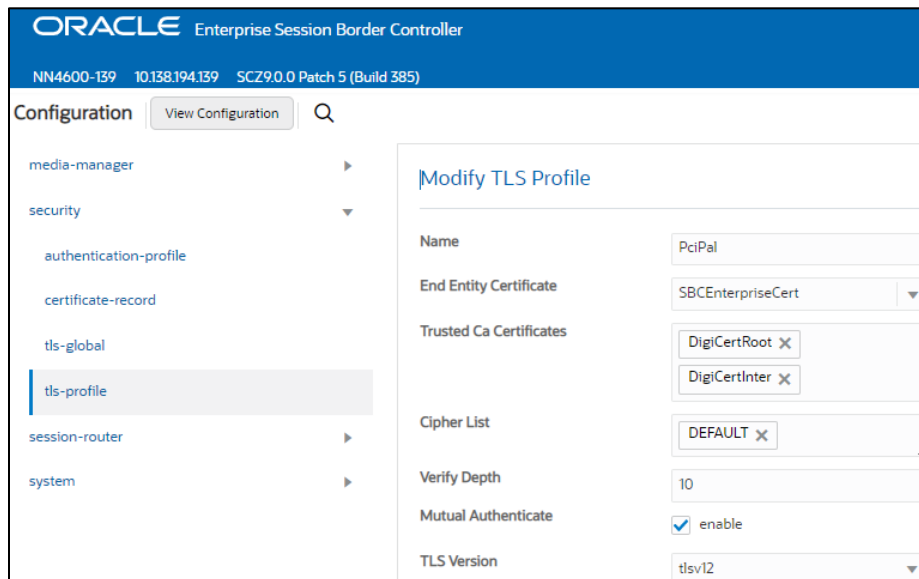 ORACLE Enterprise Session Border Controller
NN4600-139 10.138.194.139 SCZ9.0.0 Patch 5 (Build 385)
Configuration View Configuration
media-manager
security
authentication-profile
certificate-record
tls-global
tls-profile
session-router
system
Modify TLS Profile
Name PciPal
End Entity Certificate SBCEnterpriseCert
Trusted Ca Certificates DigiCertRoot
DigiCertInter
Cipher List DEFAULT
Verify Depth 10
Mutual Authenticate enable
TLS Version tlsv12